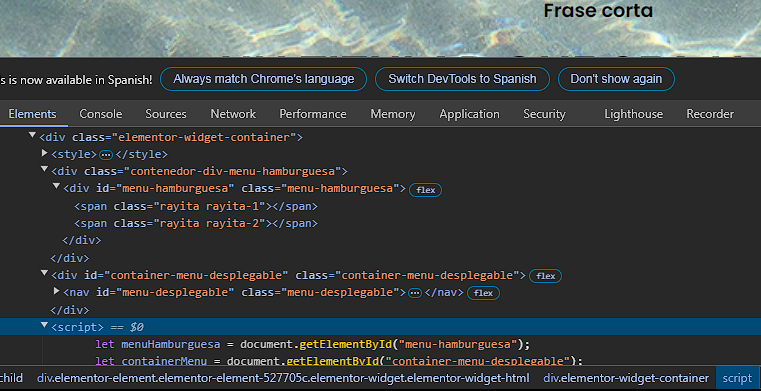 Frase corta
s is now available in Spanish! Always match Chrome's language Switch DevTools to Spanish Don't show again
Elements Console Sources Network Performance Memory Application Security Lighthouse Recorder
<div class="elementor-widget-container">
<style> ⋯ </style>
<div class="contenedor-div-menu-hamburguesa">
<div id="menu-hamburguesa" class="menu-hamburguesa"> flex
<span class="rayita rayita-1"></span>
<span class="rayita rayita-2"></span>
</div>
</div>
<div id="container-menu-desplegable" class="container-menu-desplegable"> flex
<nav id="menu-desplegable" class="menu-desplegable"> ⋯ </nav> flex
</div>
<script> == $0
let menuHamburguesa = document.getElementById("menu-hamburguesa");
let containerMenu = document.getElementById("container-menu-desplegable");
child div.elementor-element.elementor-element-527705c.elementor-widget.elementor-widget-html div.elementor-widget-container script